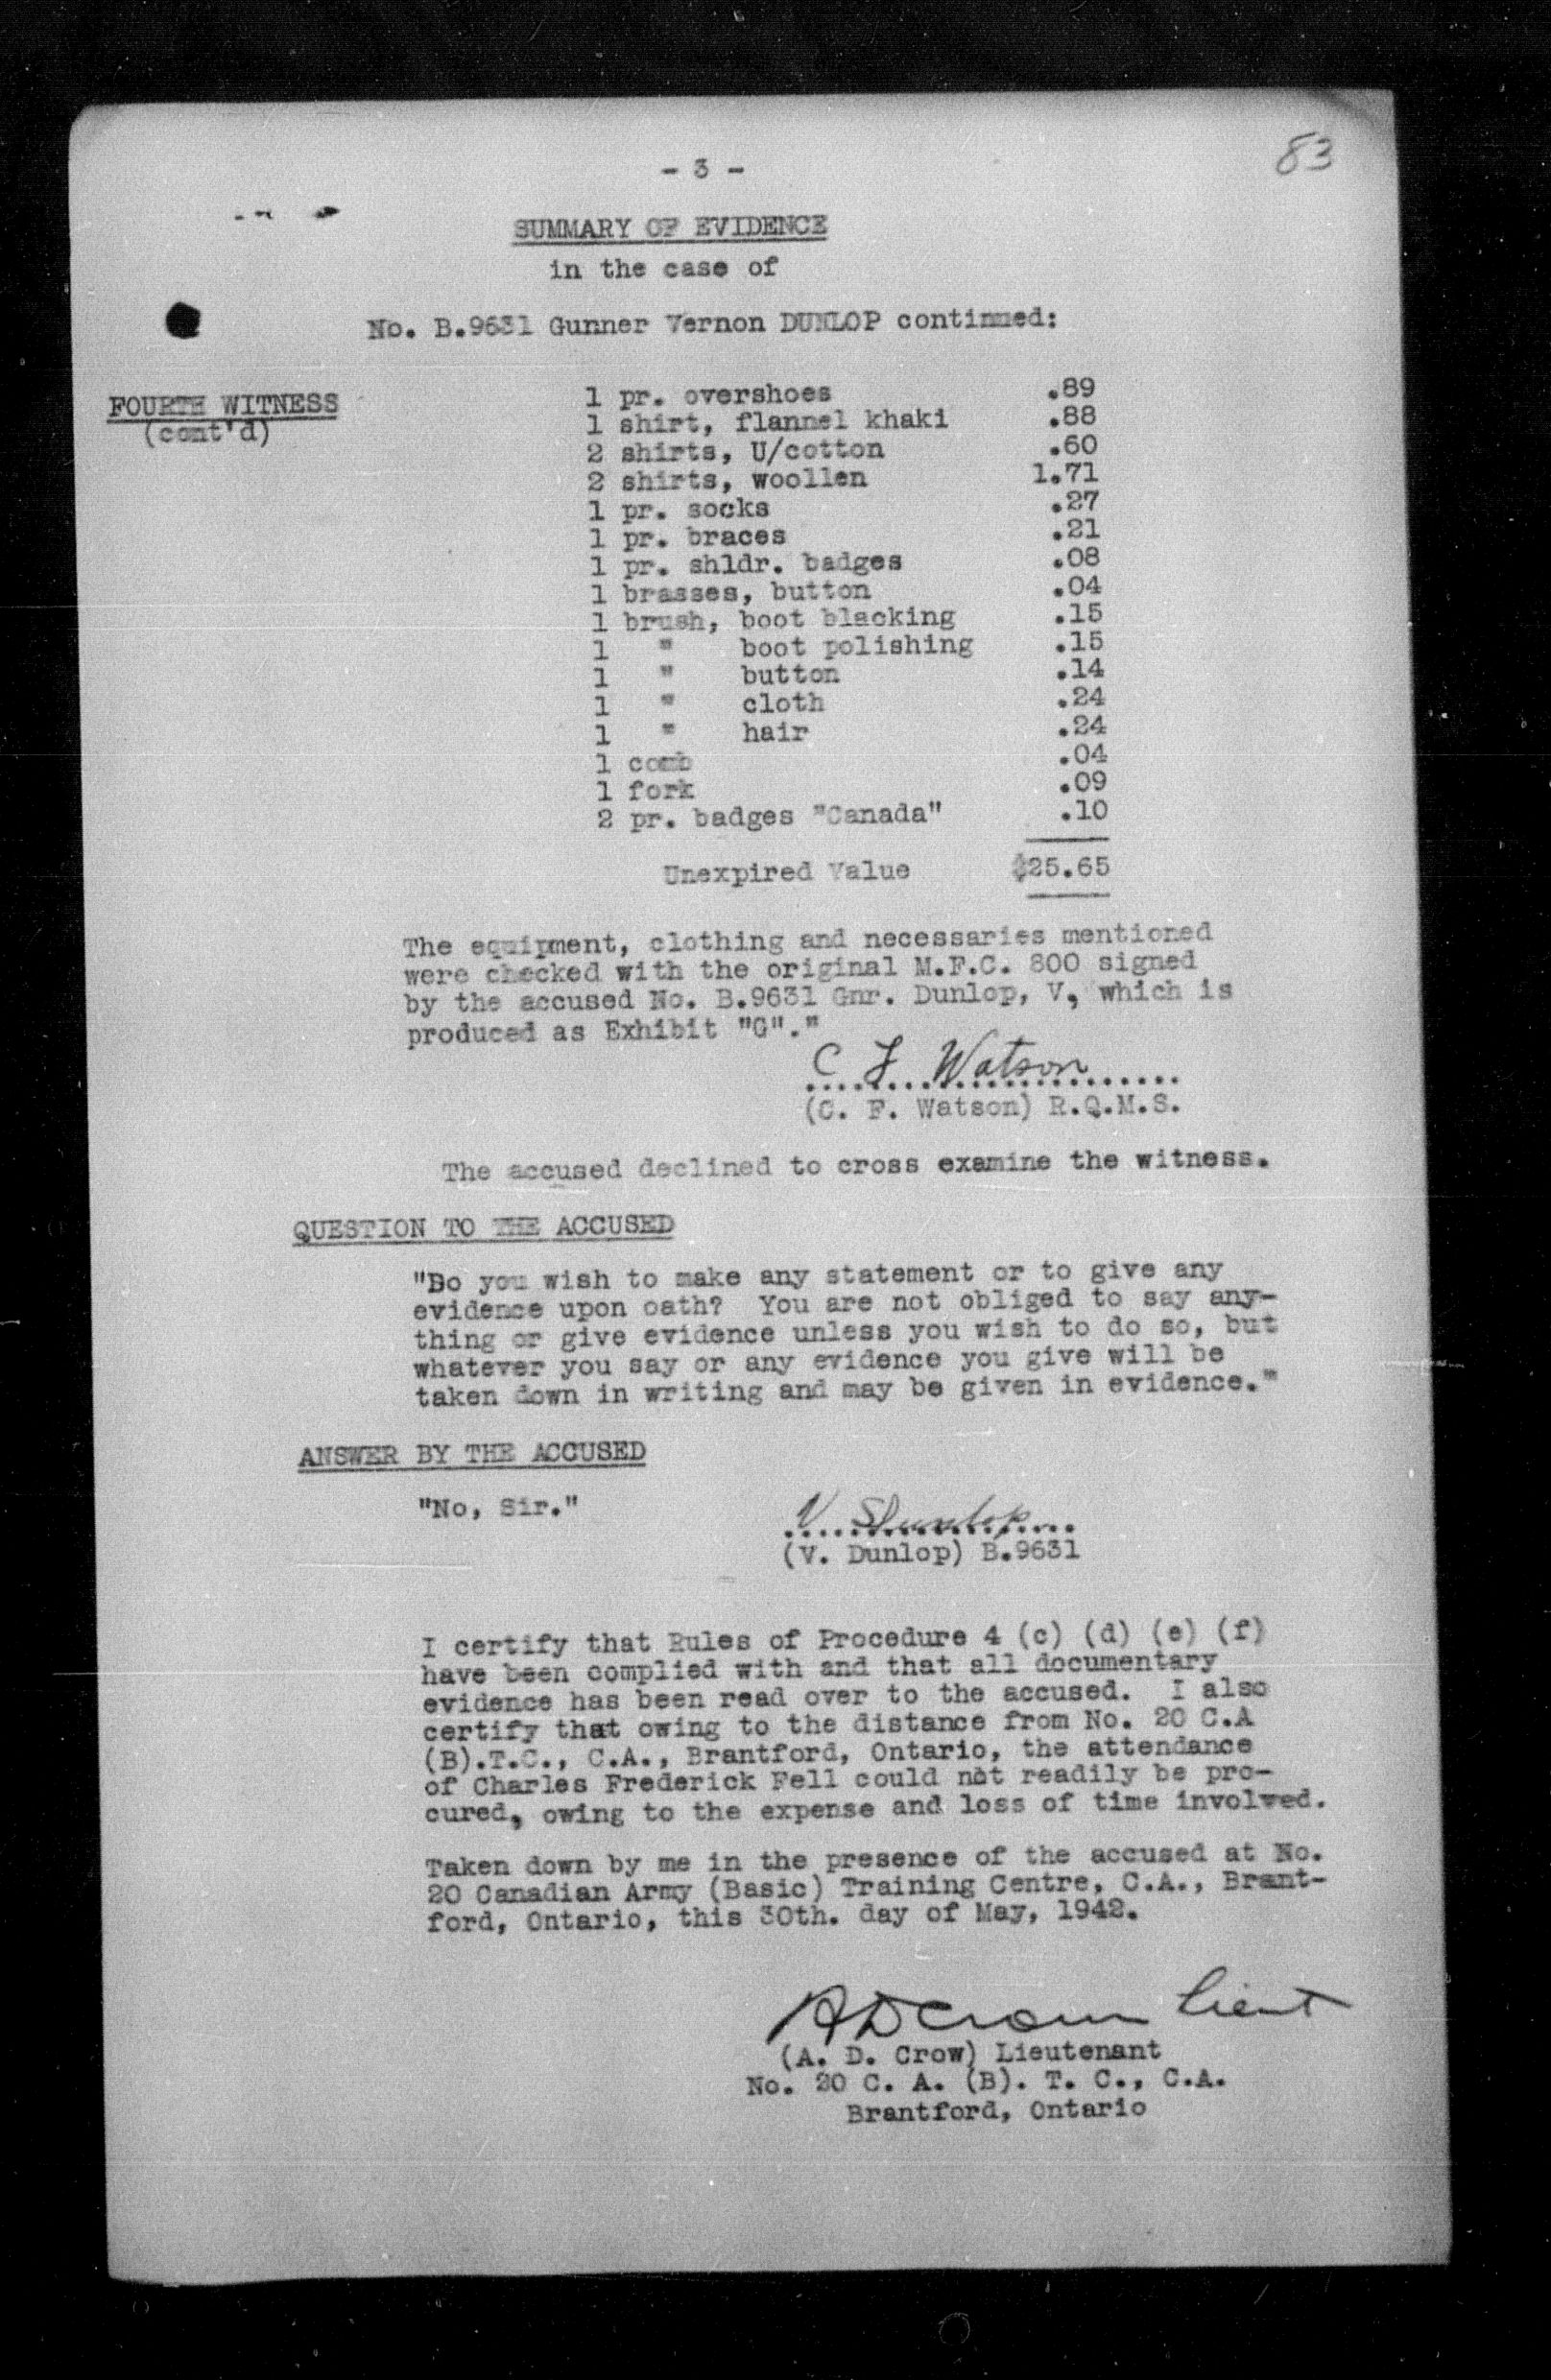 83
- 3 -
SUMMARY OF EVIDENCE
in the case of
No. B.9631 Gunner Vernon DUNLOP continued:
FOURTH WITNESS
(cont'd)
1 pr. overshoes .89
1 shirt, flannel khaki .88
2 shirts, U/cotton .60
2 shirts, woollen 1.71
1 pr. socks .27
1 pr. braces .21
1 pr. shldr. badges .08
1 brasses, button .04
1 brush, boot blacking .15
1 " boot polishing .15
1 " button .14
1 " cloth .24
1 " hair .24
1 comb .04
1 fork .09
2 pr. badges "Canada" .10
Unexpired Value $25.65
The equipment, clothing and necessaries mentioned
were checked with the original M.F.C. 800 signed
by the accused No. B.9631 Gnr. Dunlop, V, which is
produced as Exhibit "G"."
C F Watson
(C. F. Watson) R.Q.M.S.
The accused declined to cross examine the witness.
QUESTION TO THE ACCUSED
"Do you wish to make any statement or to give any
evidence upon oath? You are not obliged to say any-
thing or give evidence unless you wish to do so, but
whatever you say or any evidence you give will be
taken down in writing and may be given in evidence."
ANSWER BY THE ACCUSED
"No, Sir."
V Dunlop
(V. Dunlop) B.9631
I certify that Rules of Procedure 4 (c) (d) (e) (f)
have been complied with and that all documentary
evidence has been read over to the accused. I also
certify that owing to the distance from No. 20 C.A
(B).T.C., C.A., Brantford, Ontario, the attendance
of Charles Frederick Fell could not readily be pro-
cured, owing to the expense and loss of time involved.
Taken down by me in the presence of the accused at No.
20 Canadian Army (Basic) Training Centre, C.A., Brant-
ford, Ontario, this 30th. day of May, 1942.
A D Crow Lieut
(A. D. Crow) Lieutenant
No. 20 C. A. (B). T. C., C.A.
Brantford, Ontario